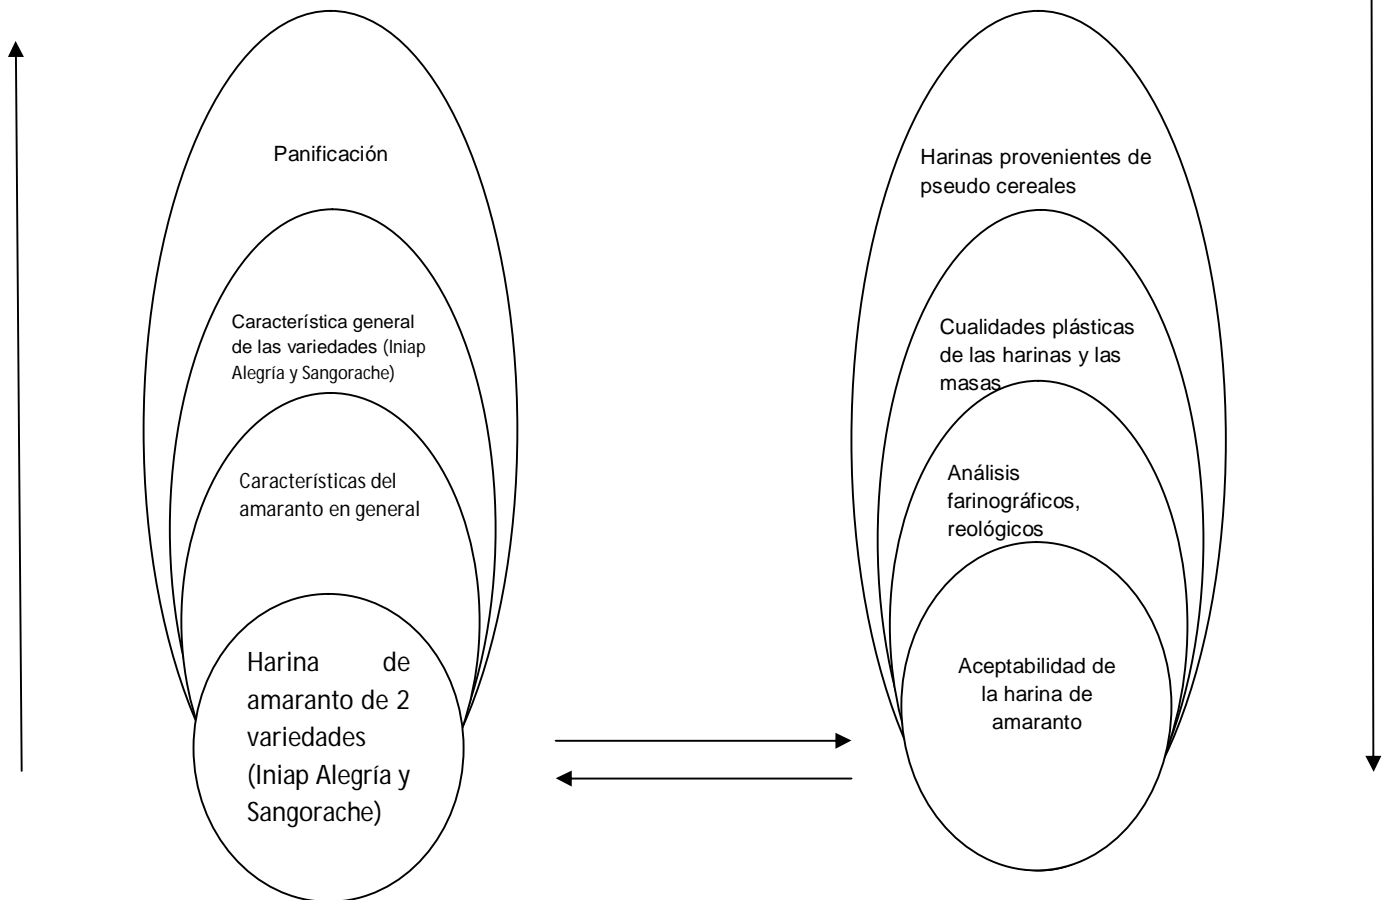 Panificación
Característica general
de las variedades (Iniap
Alegría y Sangorache)
Características del
amaranto en general
Harina de
amaranto de 2
variedades
(Iniap Alegría y
Sangorache)
Harinas provenientes de
pseudo cereales
Cualidades plásticas
de las harinas y las
masas
Análisis
farinográficos,
reológicos
Aceptabilidad de
la harina de
amaranto